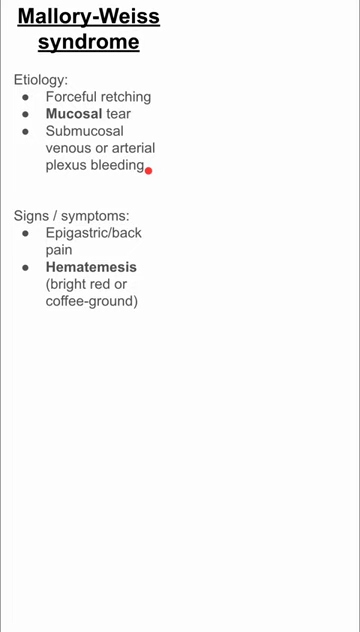 Mallory-Weiss
syndrome
Etiology:
● Forceful retching
● Mucosal tear
● Submucosal
venous or arterial
plexus bleeding
Signs / symptoms:
● Epigastric/back
pain
● Hematemesis
(bright red or
coffee-ground)